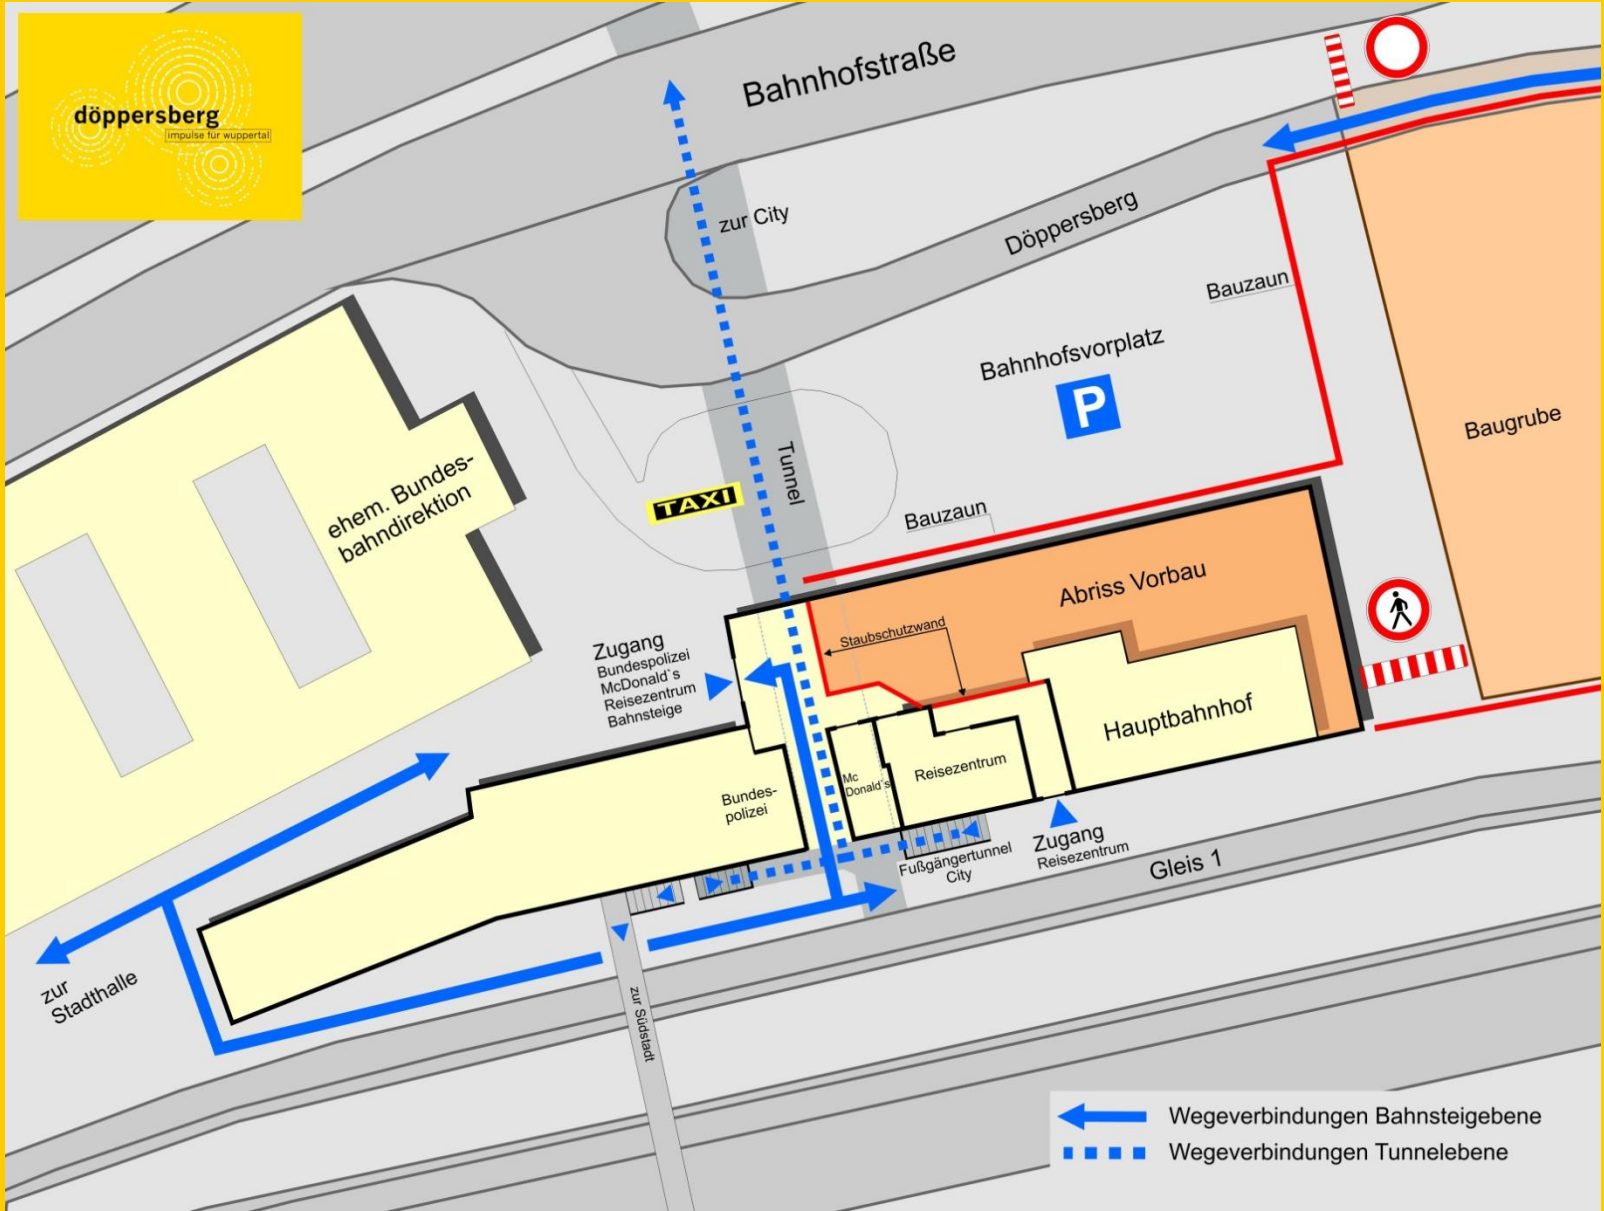 döppersberg
impulse für wuppertal
Bahnhofstraße
zur City
Döppersberg
Bauzaun
Bahnhofsvorplatz
P
Baugrube
ehem. Bundes-
bahndirektion
Tunnel
TAXI
Bauzaun
Abriss Vorbau
Staubschutzwand
Zugang
Bundespolizei
McDonald`s
Reisezentrum
Bahnsteige
Hauptbahnhof
Reisezentrum
Mc
Donald`s
Bundes-
polizei
Fußgängertunnel
City
Zugang
Reisezentrum
Gleis 1
zur
Stadthalle
zur Südstadt
Wegeverbindungen Bahnsteigebene
Wegeverbindungen Tunnelebene